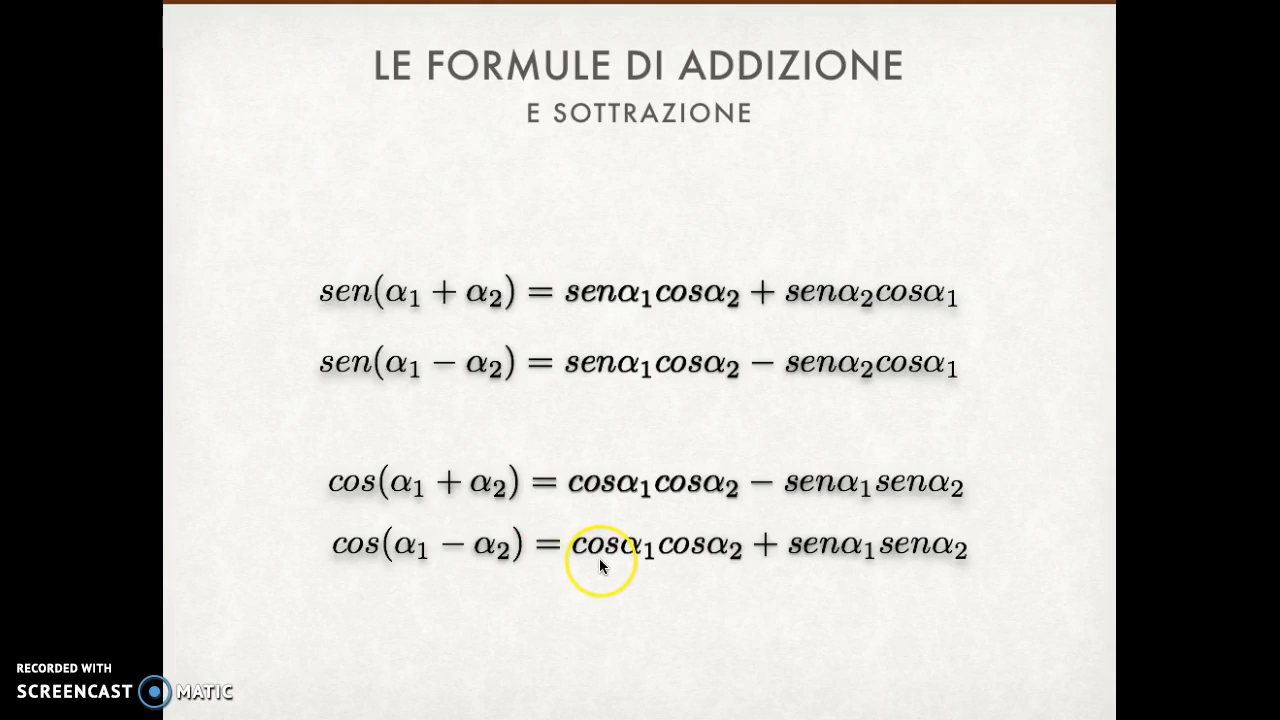 LE FORMULE DI ADDIZIONE
E SOTTRAZIONE
sen(α₁ + α₂) = senα₁cosα₂ + senα₂cosα₁
sen(α₁ − α₂) = senα₁cosα₂ − senα₂cosα₁
cos(α₁ + α₂) = cosα₁cosα₂ − senα₁senα₂
cos(α₁ − α₂) = cosα₁cosα₂ + senα₁senα₂
RECORDED WITH
SCREENCAST MATIC